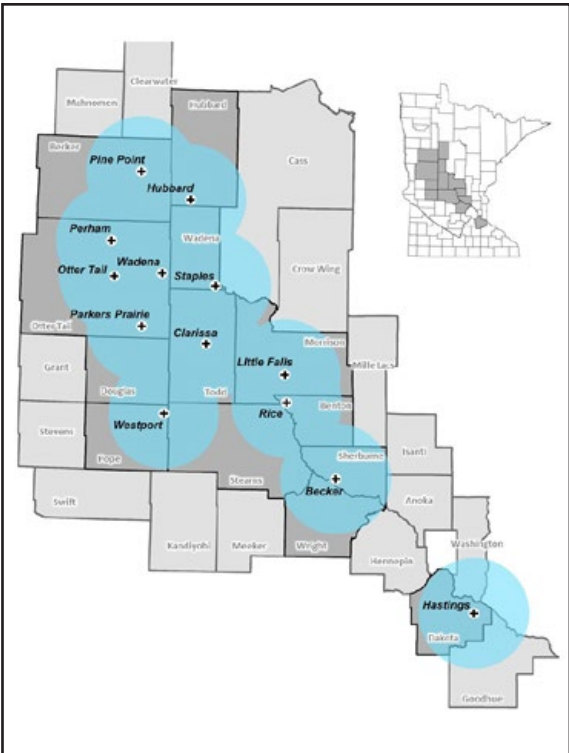 Clearwater
Mahnomen
Hubbard
Becker
Pine Point
Cass
Hubbard
Perham
Wadena
Otter Tail
Wadena
Staples
Crow Wing
Parkers Prairie
Otter Tail
Clarissa
Morrison
Little Falls
Mille Lacs
Grant
Douglas
Todd
Benton
Rice
Westport
Stevens
Isanti
Pope
Sherburne
Stearns
Becker
Swift
Anoka
Kandiyohi
Meeker
Wright
Washington
Hennepin
Hastings
Dakota
Goodhue